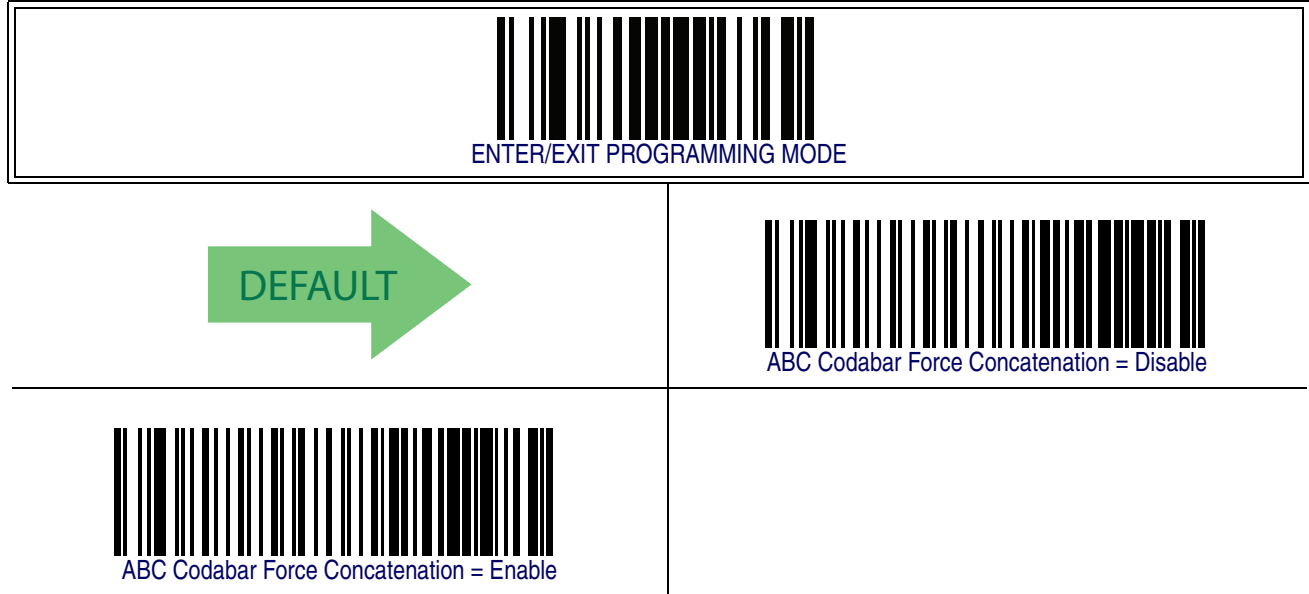 ENTER/EXIT PROGRAMMING MODE
DEFAULT
ABC Codabar Force Concatenation = Disable
ABC Codabar Force Concatenation = Enable